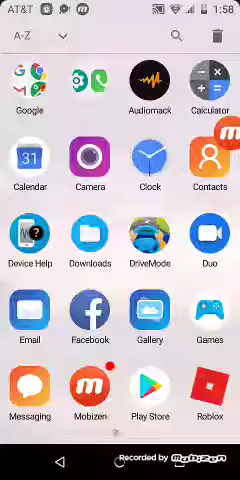 AT&T 1:58
A-Z
Google Audiomack Calculator
31
Calendar Camera Clock Contacts
Device Help Downloads DriveMode Duo
Email Facebook Gallery Games
Messaging Mobizen Play Store Roblox
Recorded by Mobizen